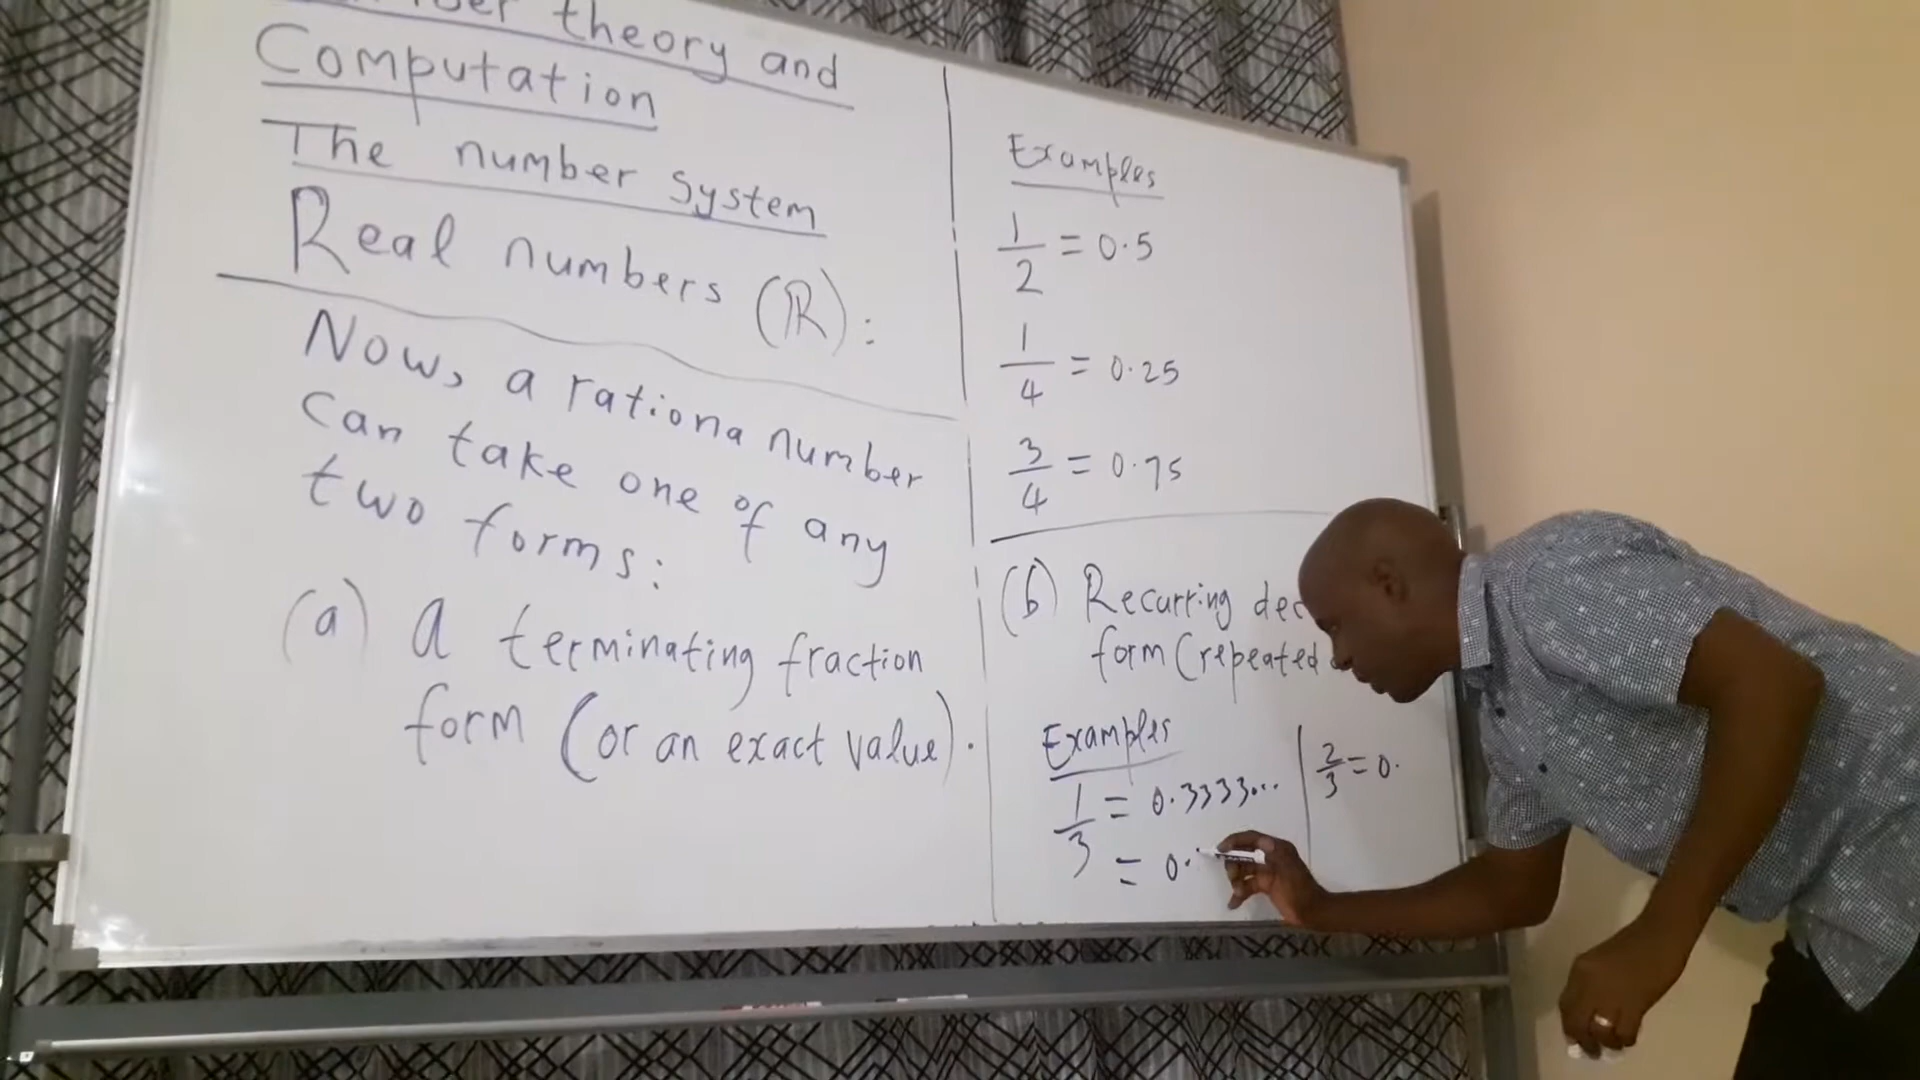 theory and
Computation
The number System
Real numbers (ℝ):
Now, a rationa number
can take one of any
two forms:
(a) a terminating fraction
form (or an exact value).
Examples
1/2 = 0.5
1/4 = 0.25
3/4 = 0.75
(b) Recurring
form (repeated
Examples
1/3 = 0.3333...
= 0.
2/3 = 0.